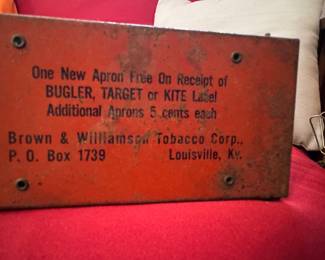 One New Apron Free On Receipt of
BUGLER, TARGET or KITE Label
Additional Aprons 5 cents each
Brown & Williamson Tobacco Corp.,
P. O. Box 1739 Louisville, Ky.